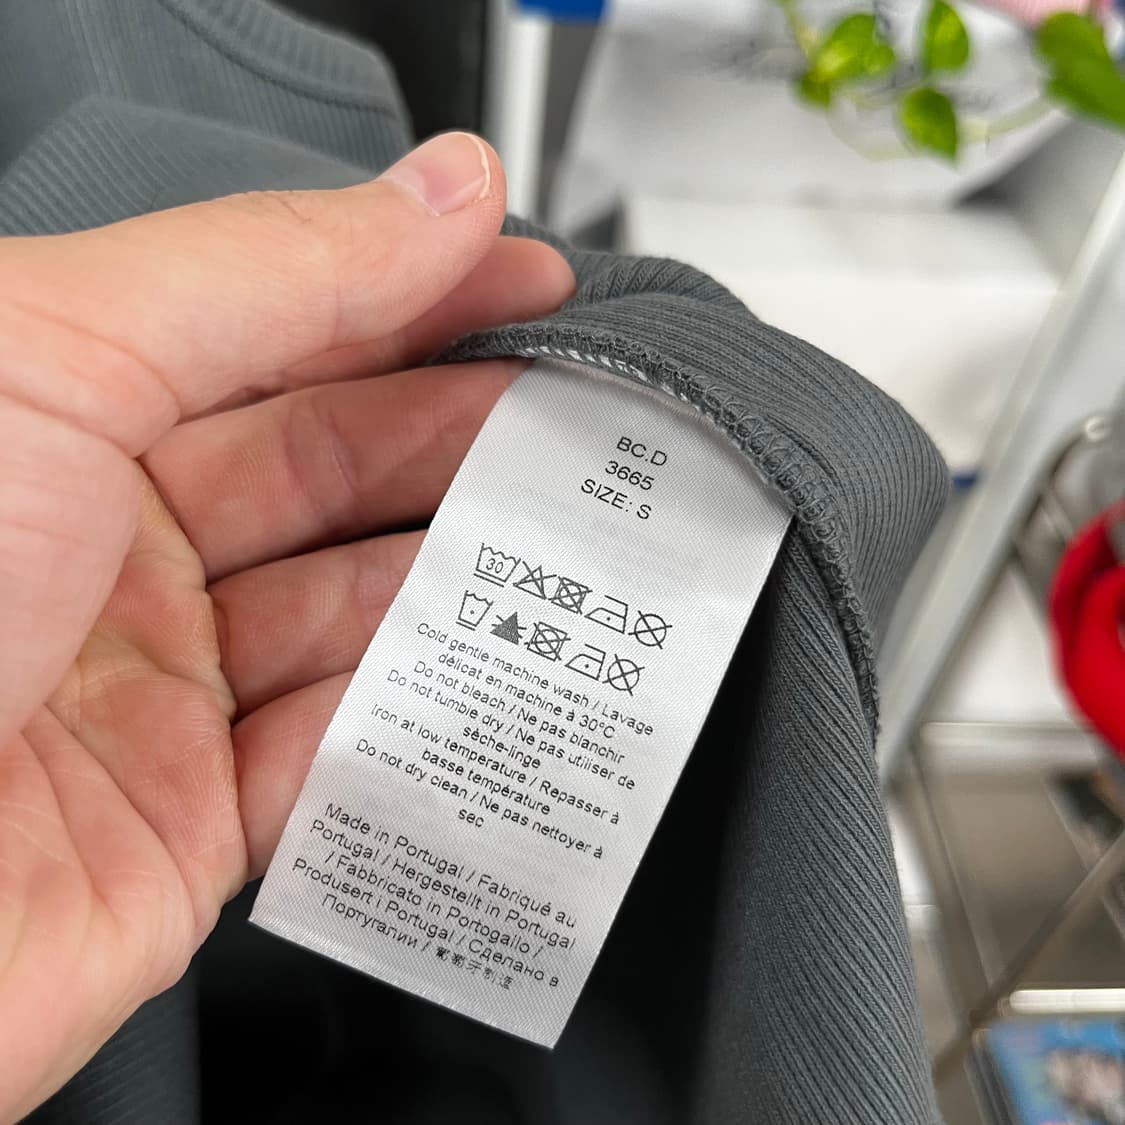 BC.D
3665
SIZE: S
30
Cold gentle machine wash / Lavage
délicat en machine à 30°C
Do not bleach / Ne pas blanchir
Do not tumble dry / Ne pas utiliser de
sèche-linge
Iron at low temperature / Repasser à
basse température
Do not dry clean / Ne pas nettoyer à
sec
Made in Portugal / Fabriqué au
Portugal / Hergestellt in Portugal
/ Fabbricato in Portogallo /
Produsert i Portugal / Сделано в
Португалии / 葡萄牙制造